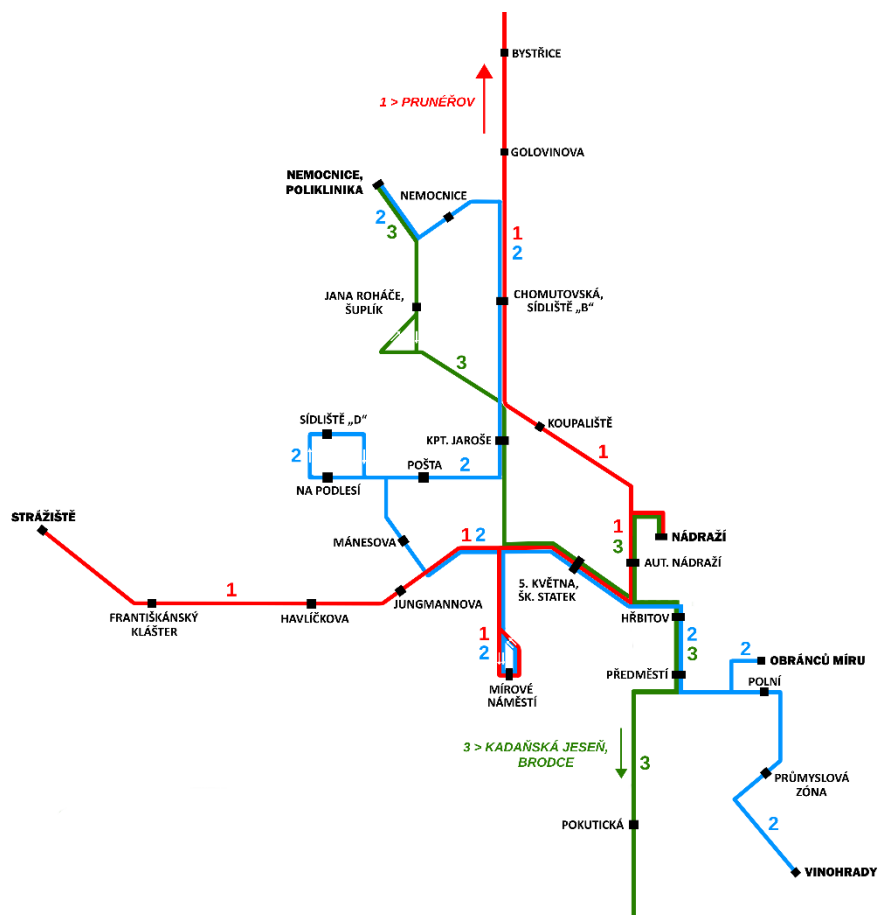 BYSTŘICE
1 > PRUNÉŘOV
GOLOVINOVA
NEMOCNICE,
POLIKLINIKA
NEMOCNICE
2
3
1
2
JANA ROHÁČE,
ŠUPLÍK
CHOMUTOVSKÁ,
SÍDLIŠTĚ „B"
3
SÍDLIŠTĚ „D"
KOUPALIŠTĚ
KPT. JAROŠE
1
2
POŠTA
2
NA PODLESÍ
STRÁŽIŠTĚ
MÁNESOVA
1
2
1
3
NÁDRAŽÍ
AUT. NÁDRAŽÍ
5. KVĚTNA,
ŠK. STATEK
1
JUNGMANNOVA
FRANTIŠKÁNSKÝ
KLÁŠTER
HAVLÍČKOVA
HŘBITOV
1
2
2
3
2
OBRÁNCŮ MÍRU
PŘEDMĚSTÍ
POLNÍ
MÍROVÉ
NÁMĚSTÍ
3 > KADAŇSKÁ JESEŇ,
BRODCE
3
PRŮMYSLOVÁ
ZÓNA
POKUTICKÁ
2
VINOHRADY